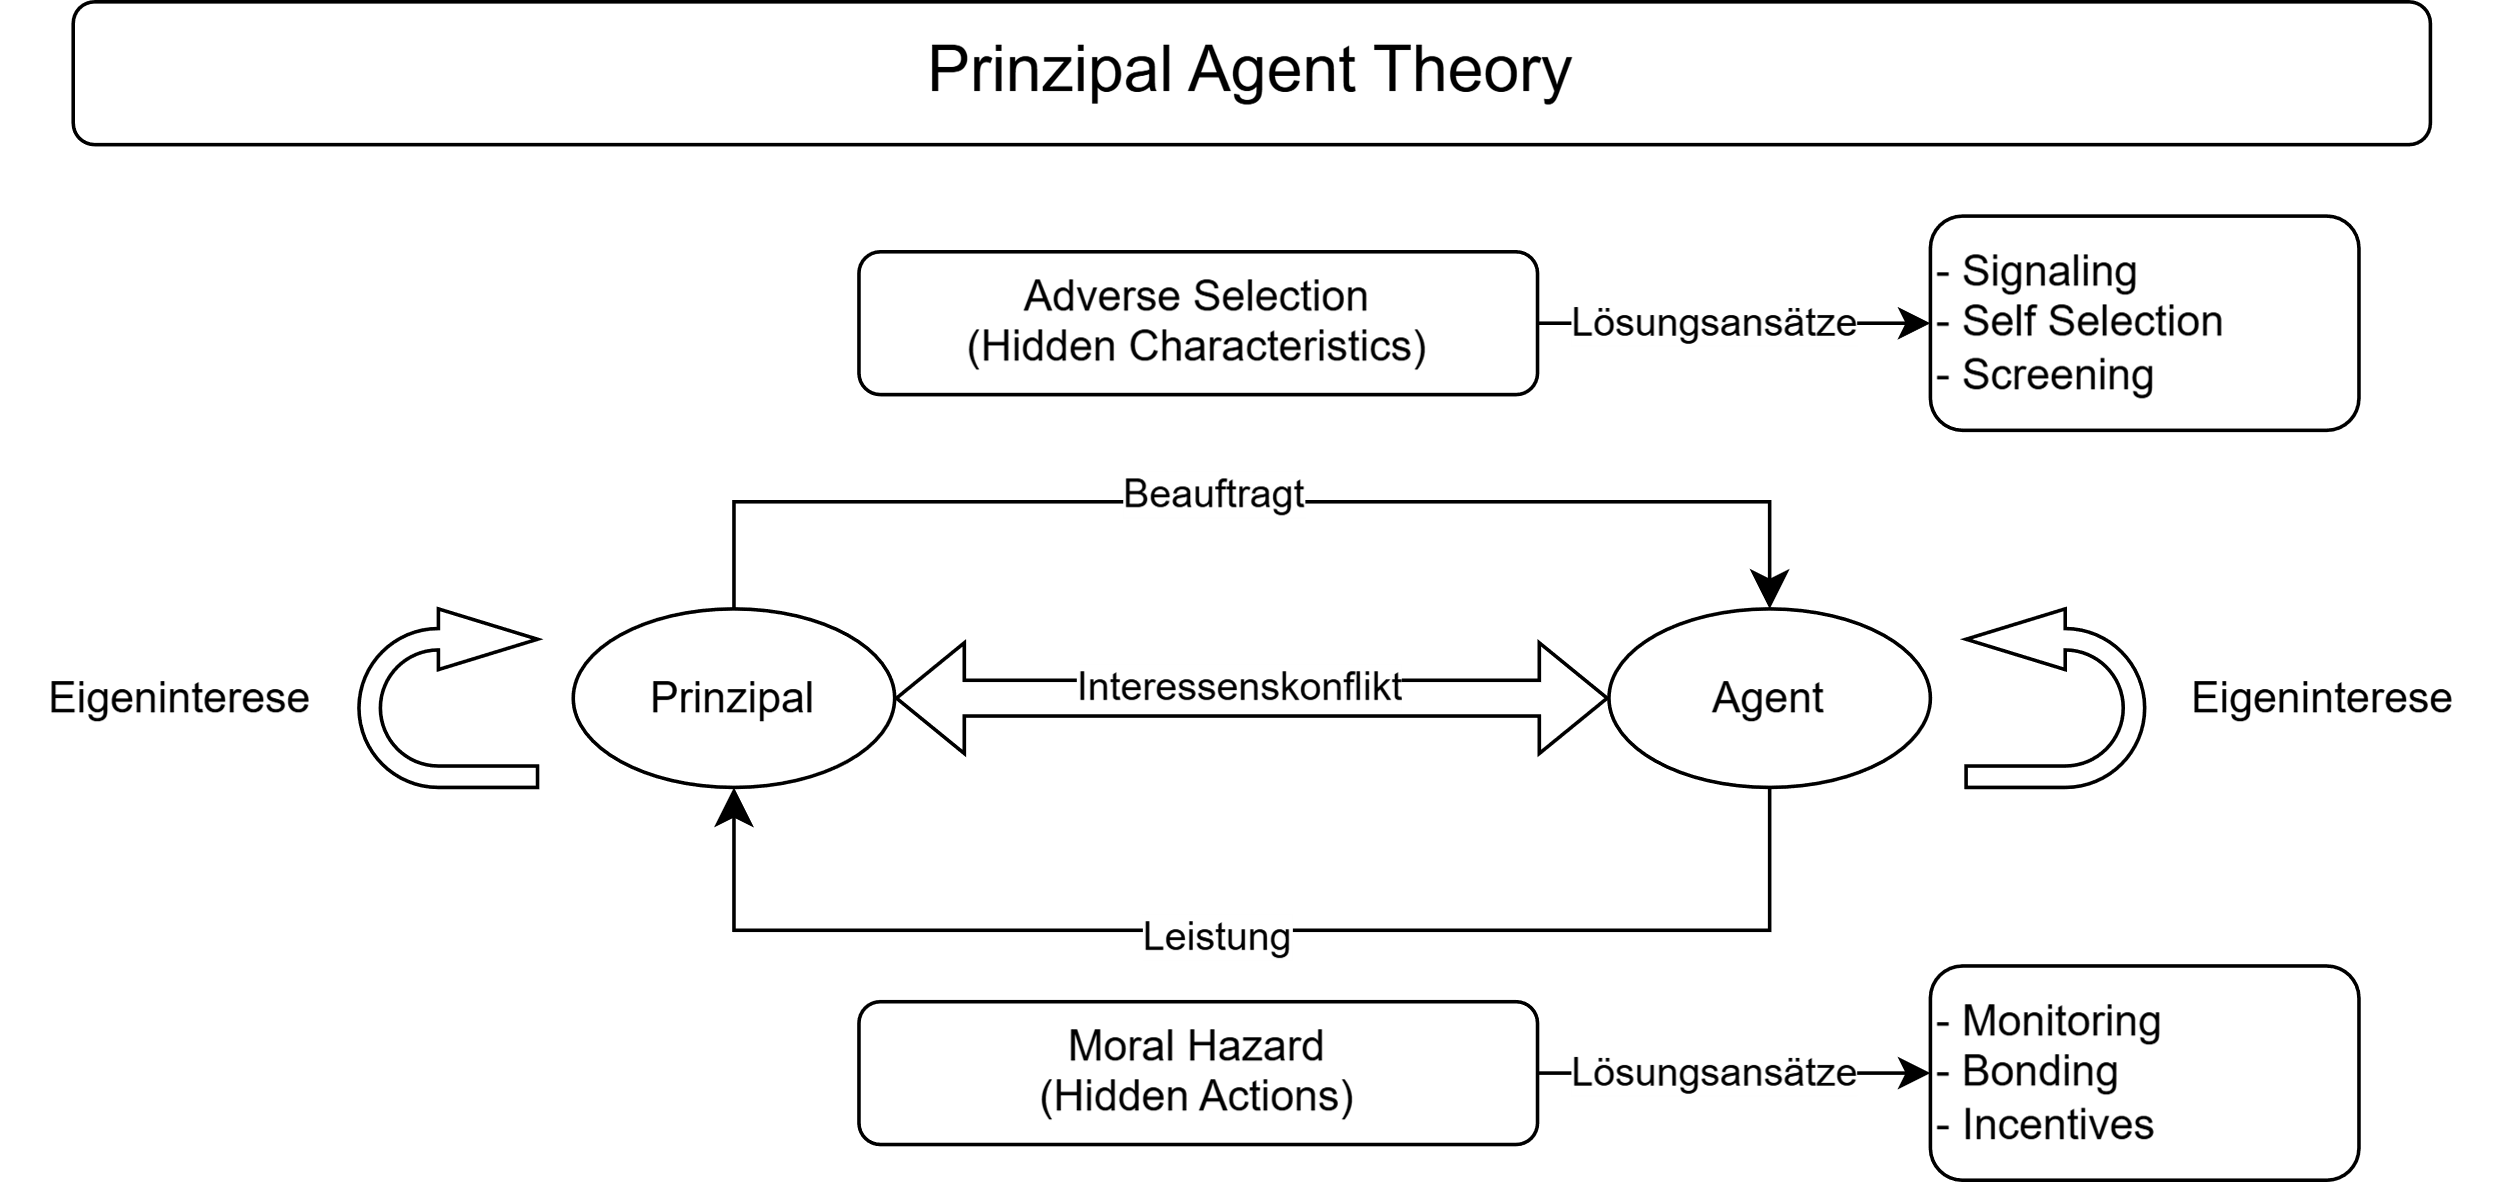 Prinzipal Agent Theory
Adverse Selection
(Hidden Characteristics)
Lösungsansätze
- Signaling
- Self Selection
- Screening
Beauftragt
Eigeninterese
Prinzipal
Interessenskonflikt
Agent
Eigeninterese
Leistung
Moral Hazard
(Hidden Actions)
Lösungsansätze
- Monitoring
- Bonding
- Incentives